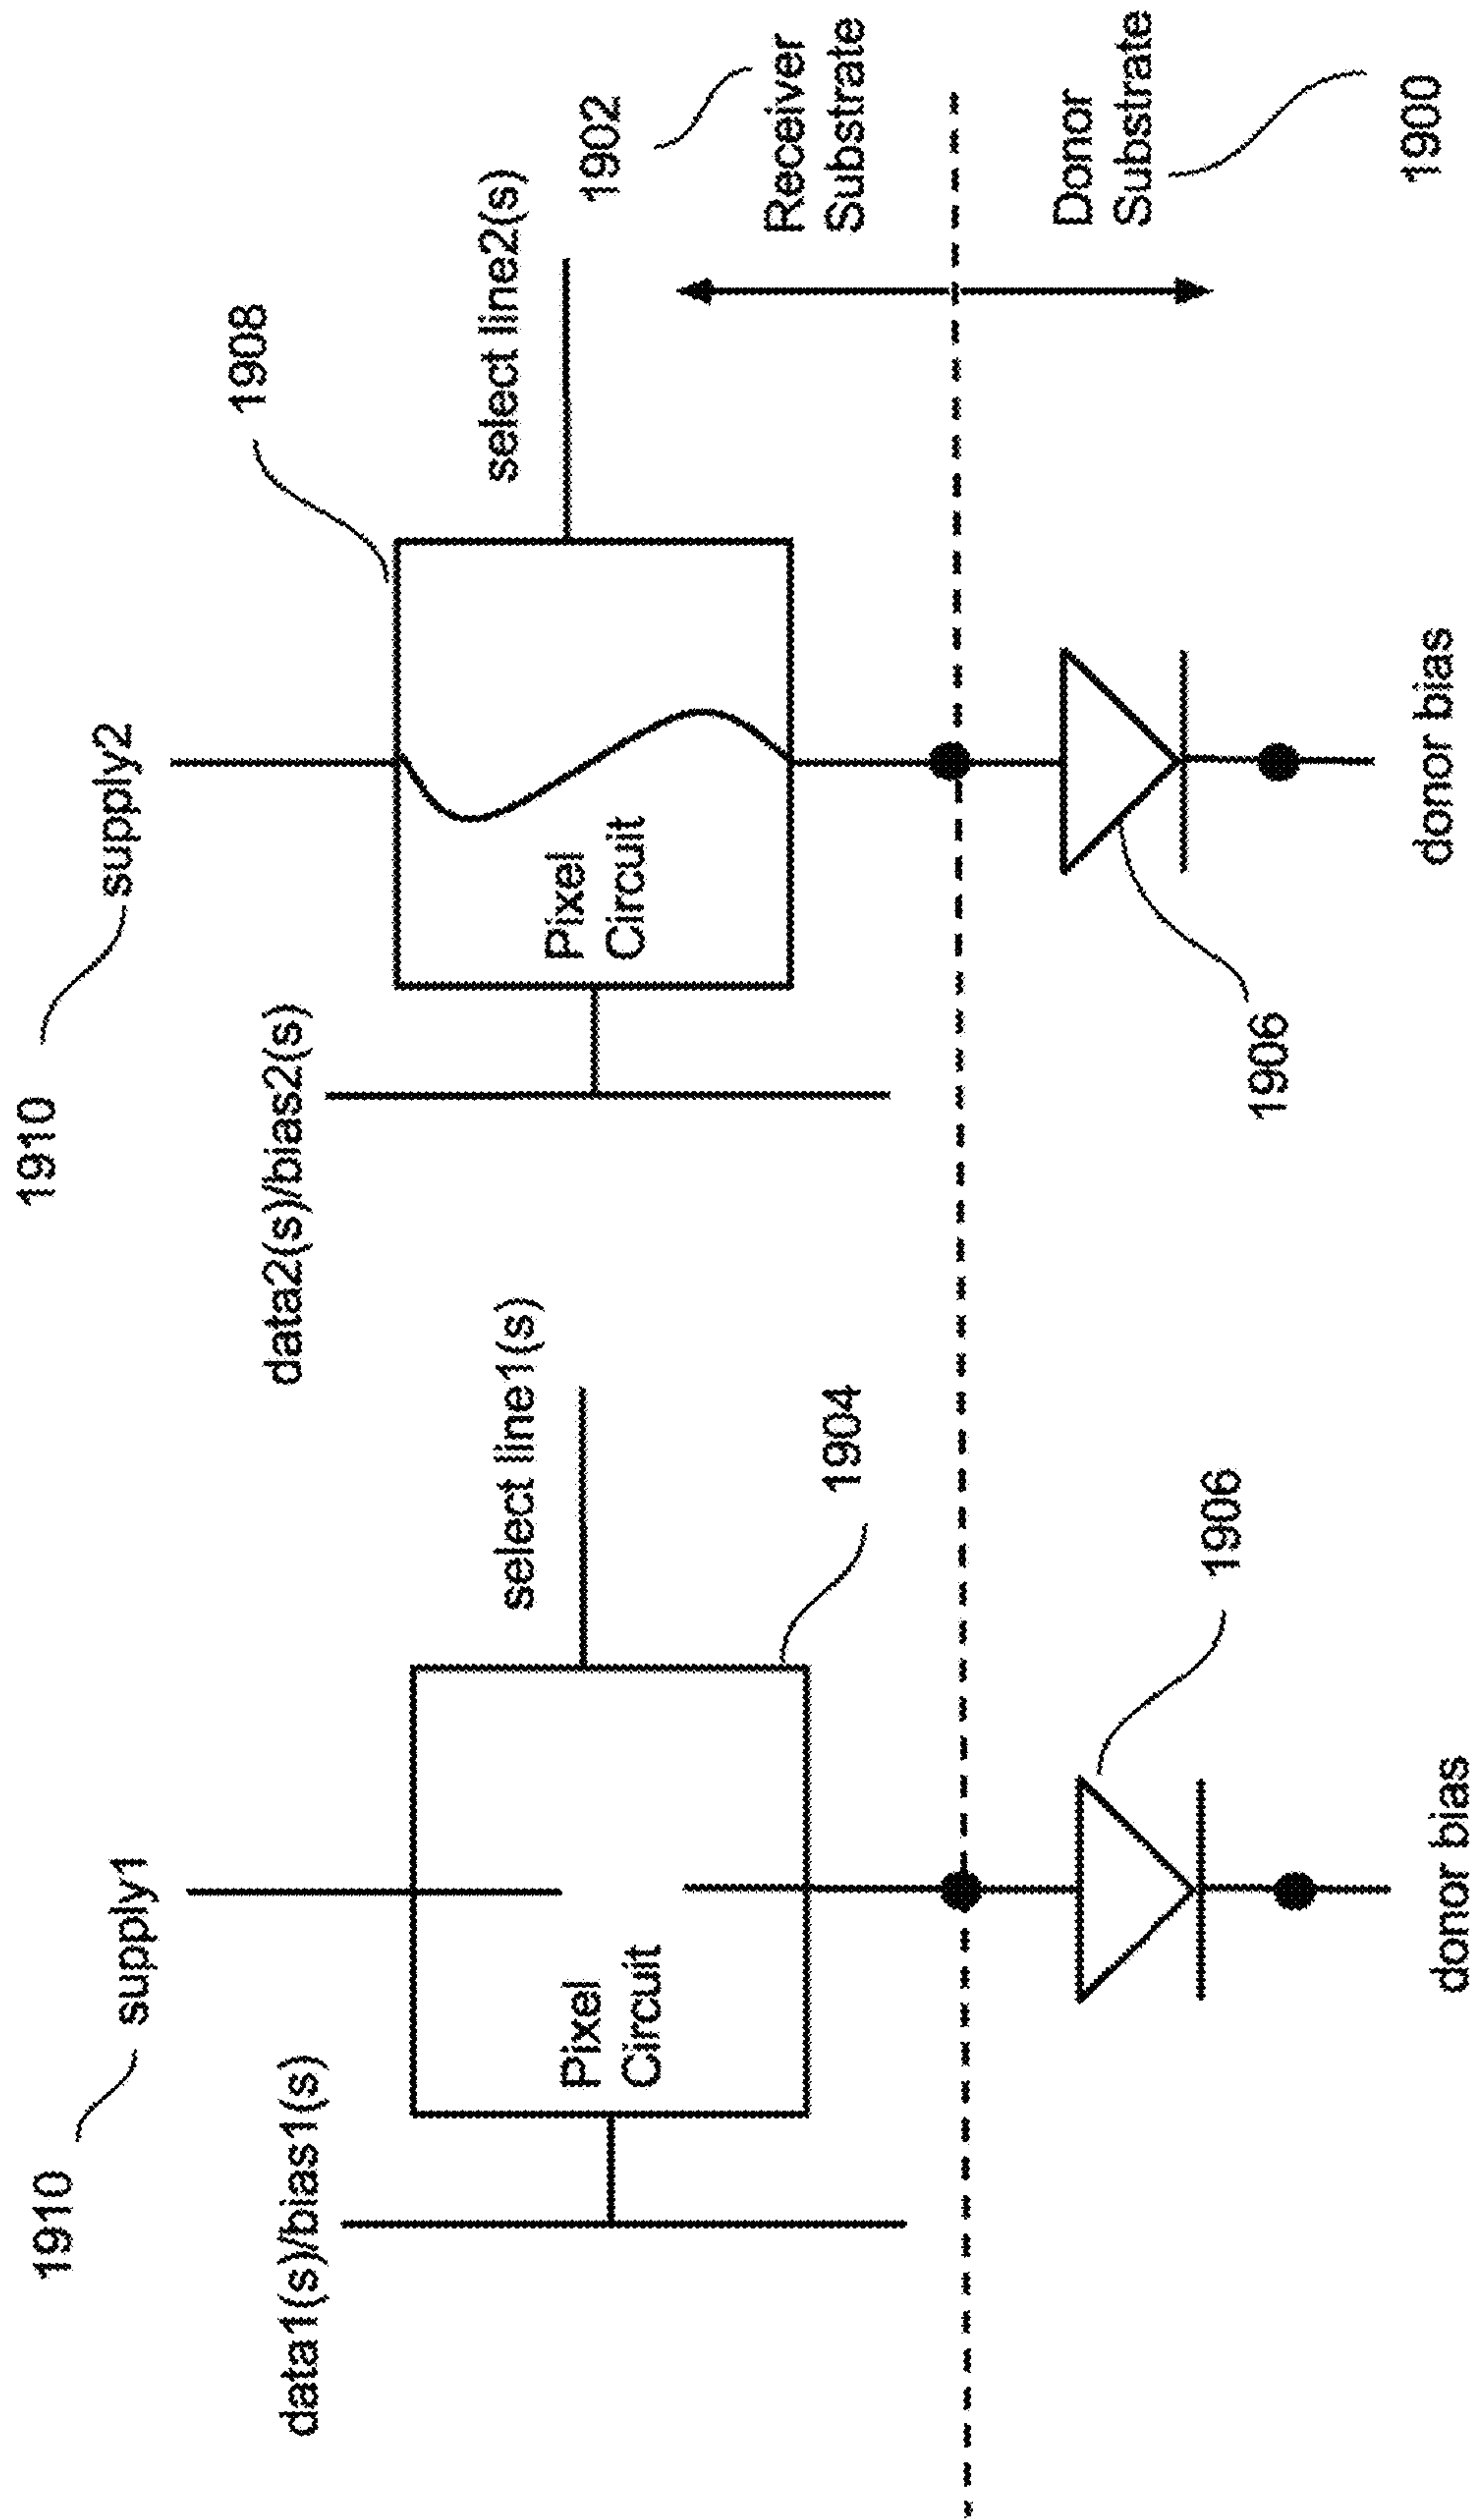 1910
supply1
data1(s)/bias1(s)
Pixel
Circuit
select line1(s)
1904
1906
donor bias
1910
supply2
data2(s)/bias2(s)
Pixel
Circuit
1908
select line2(s)
1906
donor bias
1902
Receiver
Substrate
Donor
Substrate
1900